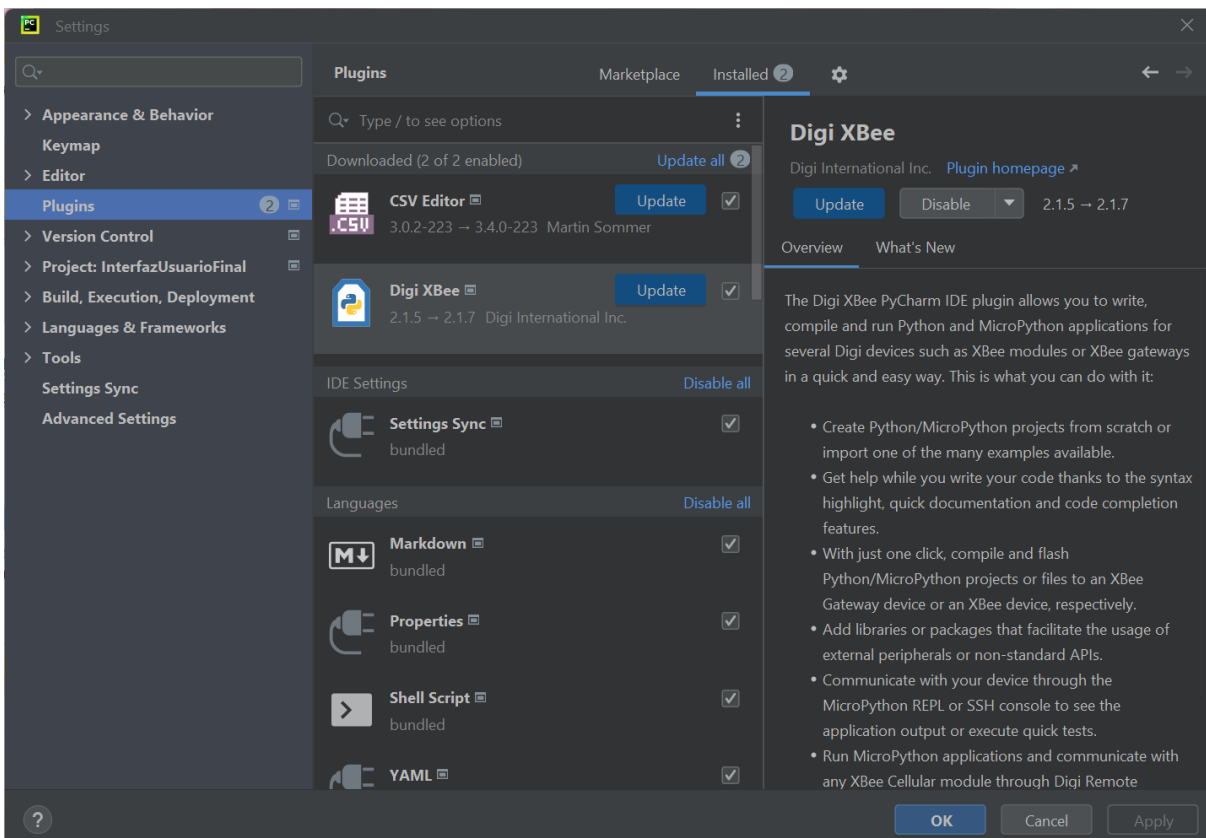 PC
Settings
Appearance & Behavior
Keymap
Editor
Plugins
2
Version Control
Project: InterfazUsuarioFinal
Build, Execution, Deployment
Languages & Frameworks
Tools
Settings Sync
Advanced Settings
Plugins
Marketplace
Installed 2
Type / to see options
Downloaded (2 of 2 enabled)
Update all 2
.CSV
CSV Editor
Update
3.0.2-223 → 3.4.0-223 Martin Sommer
Digi XBee
Update
2.1.5 → 2.1.7 Digi International Inc.
IDE Settings
Disable all
Settings Sync
bundled
Languages
Disable all
M
Markdown
bundled
Properties
bundled
Shell Script
bundled
YAML
Digi XBee
Digi International Inc. Plugin homepage ↗
Update
Disable
2.1.5 → 2.1.7
Overview
What's New
The Digi XBee PyCharm IDE plugin allows you to write,
compile and run Python and MicroPython applications for
several Digi devices such as XBee modules or XBee gateways
in a quick and easy way. This is what you can do with it:
• Create Python/MicroPython projects from scratch or
import one of the many examples available.
• Get help while you write your code thanks to the syntax
highlight, quick documentation and code completion
features.
• With just one click, compile and flash
Python/MicroPython projects or files to an XBee
Gateway device or an XBee device, respectively.
• Add libraries or packages that facilitate the usage of
external peripherals or non-standard APIs.
• Communicate with your device through the
MicroPython REPL or SSH console to see the
application output or execute quick tests.
• Run MicroPython applications and communicate with
any XBee Cellular module through Digi Remote
?
OK
Cancel
Apply